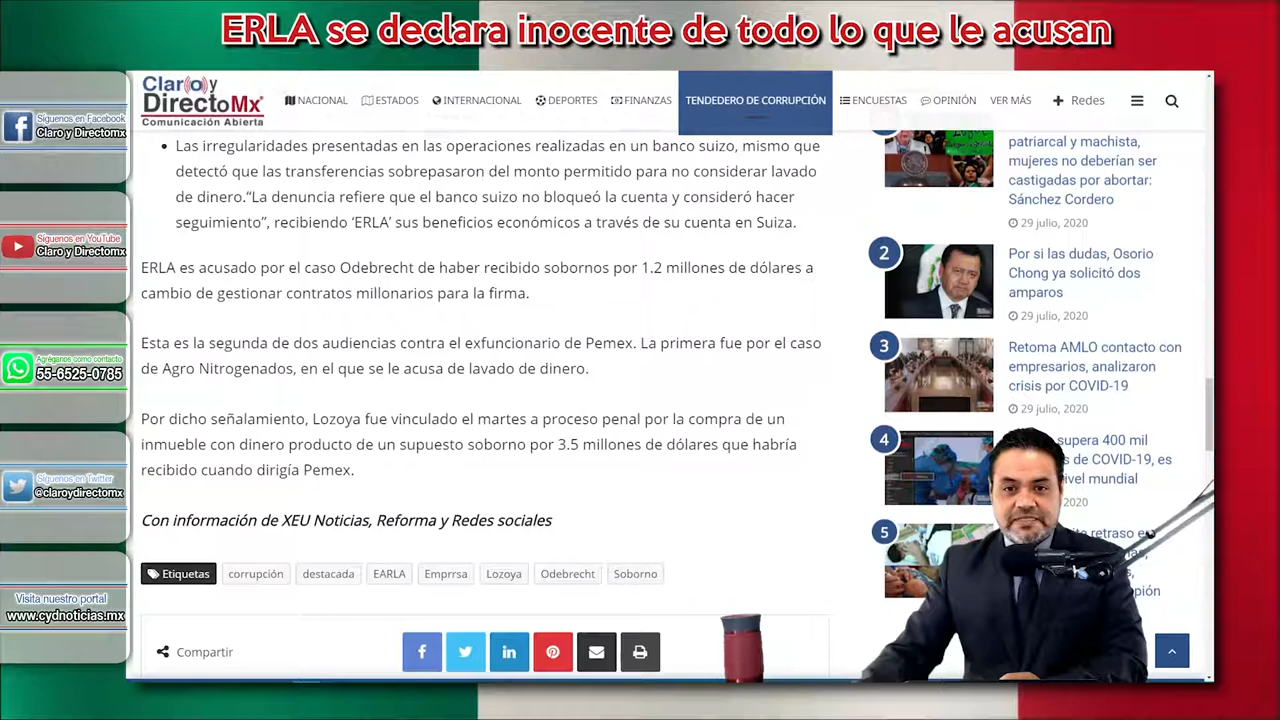 ERLA se declara inocente de todo lo que le acusan
Síguenos en Facebook
Claro y Directomx
Síguenos en YouTube
Claro y Directomx
Agréganos como contacto
55-6525-0785
Síguenos en Twitter
@claroydirectomx
Visita nuestro portal
www.cydnoticias.mx
Claro y
DirectoMx
Comunicación Abierta
NACIONAL ESTADOS INTERNACIONAL DEPORTES FINANZAS TENDEDERO DE CORRUPCIÓN ENCUESTAS OPINIÓN VER MÁS + Redes
• Las irregularidades presentadas en las operaciones realizadas en un banco suizo, mismo que
detectó que las transferencias sobrepasaron del monto permitido para no considerar lavado
de dinero."La denuncia refiere que el banco suizo no bloqueó la cuenta y consideró hacer
seguimiento", recibiendo 'ERLA' sus beneficios económicos a través de su cuenta en Suiza.
ERLA es acusado por el caso Odebrecht de haber recibido sobornos por 1.2 millones de dólares a
cambio de gestionar contratos millonarios para la firma.
Esta es la segunda de dos audiencias contra el exfuncionario de Pemex. La primera fue por el caso
de Agro Nitrogenados, en el que se le acusa de lavado de dinero.
Por dicho señalamiento, Lozoya fue vinculado el martes a proceso penal por la compra de un
inmueble producto de un supuesto soborno por 3.5 millones de dólares que habría
recibido cuando dirigía Pemex.
Con información de XEU Noticias, Reforma y Redes sociales
Etiquetas corrupción destacada EARLA Emprrsa Lozoya Odebrecht Soborno
Compartir
patriarcal y machista,
mujeres no deberían ser
castigadas por abortar:
Sánchez Cordero
29 julio, 2020
2
Por si las dudas, Osorio
Chong ya solicitó dos
amparos
29 julio, 2020
3
Retoma AMLO contacto con
empresarios, analizaron
crisis por COVID-19
29 julio, 2020
4
supera 400 mil
s de COVID-19, es
ivel mundial
2020
5
retraso e